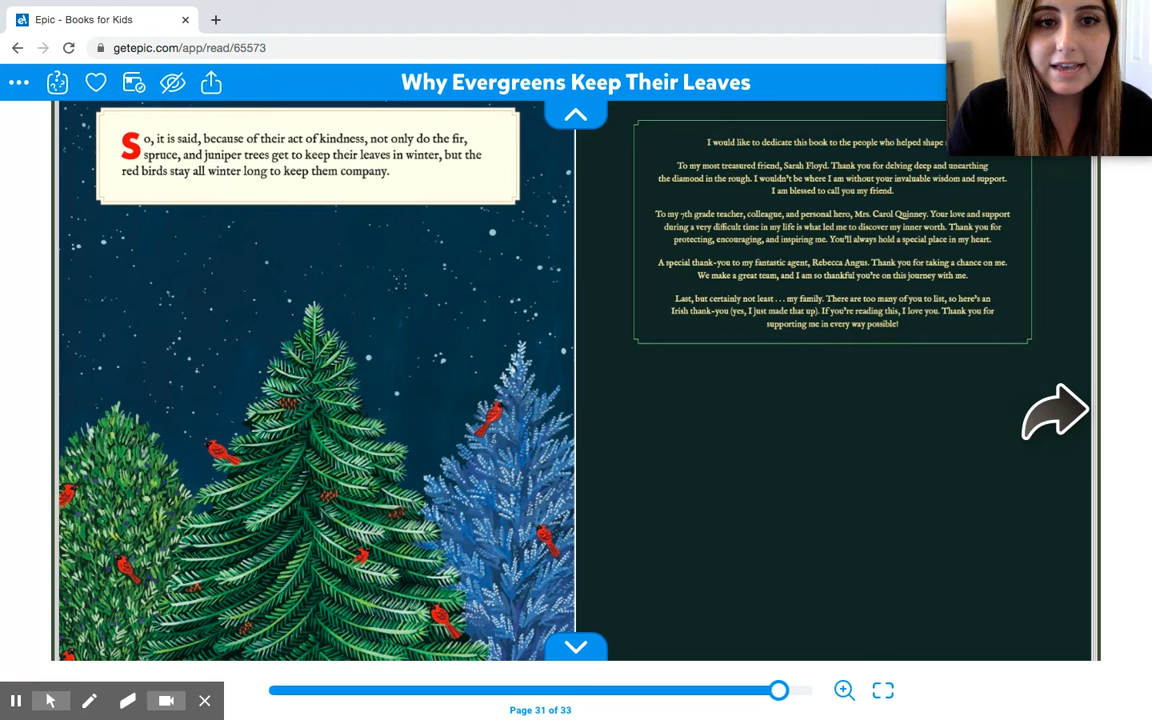 Epic - Books for Kids
getepic.com/app/read/65573
Why Evergreens Keep Their Leaves
So, it is said, because of their act of kindness, not only do the fir,
spruce, and juniper trees get to keep their leaves in winter, but the
red birds stay all winter long to keep them company.
I would like to dedicate this book to the people who helped shape
To my most treasured friend, Sarah Floyd. Thank you for delving deep and unearthing
the diamond in the rough. I wouldn't be where I am without your invaluable wisdom and support.
I am blessed to call you my friend.
To my 7th grade teacher, colleague, and personal hero, Mrs. Carol Quinney. Your love and support
during a very difficult time in my life is what led me to discover my inner worth. Thank you for
protecting, encouraging, and inspiring me. You'll always hold a special place in my heart.
A special thank-you to my fantastic agent, Rebecca Angus. Thank you for taking a chance on me.
We make a great team, and I am so thankful you're on this journey with me.
Last, but certainly not least . . . my family. There are too many of you to list, so here's an
Irish thank-you (yes, I just made that up). If you're reading this, I love you. Thank you for
supporting me in every way possible!
Page 31 of 33